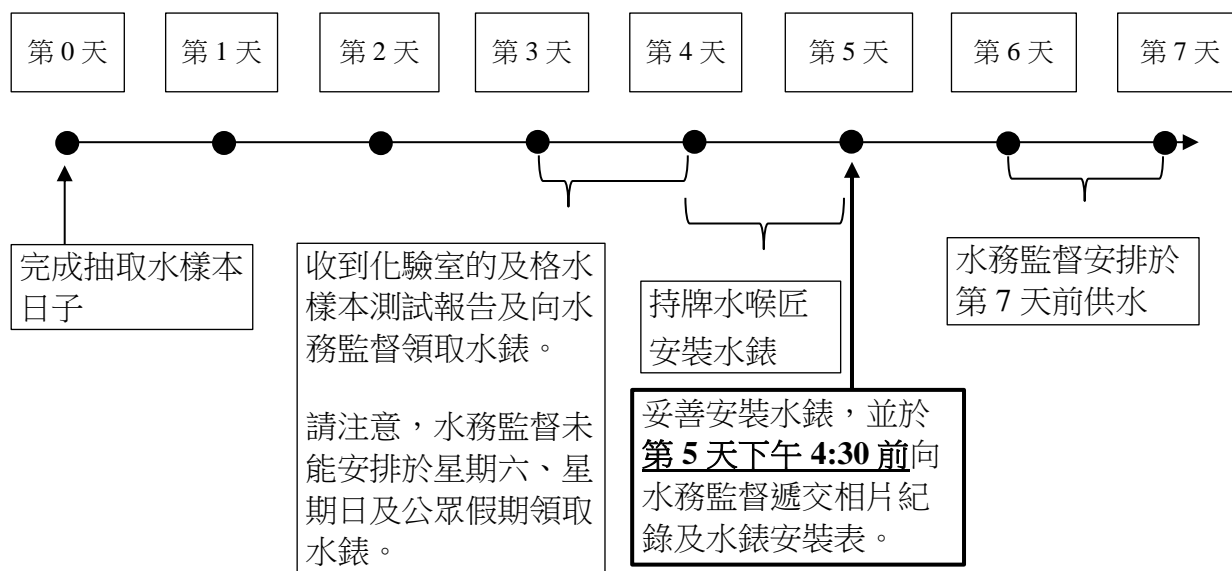 第 0 天
第 1 天
第 2 天
第 3 天
第 4 天
第 5 天
第 6 天
第 7 天
完成抽取水樣本
日子
收到化驗室的及格水
樣本測試報告及向水
務監督領取水錶。
請注意，水務監督未
能安排於星期六、星
期日及公眾假期領取
水錶。
持牌水喉匠
安裝水錶
妥善安裝水錶，並於
第 5 天下午 4:30 前向
水務監督遞交相片紀
錄及水錶安裝表。
水務監督安排於
第 7 天前供水